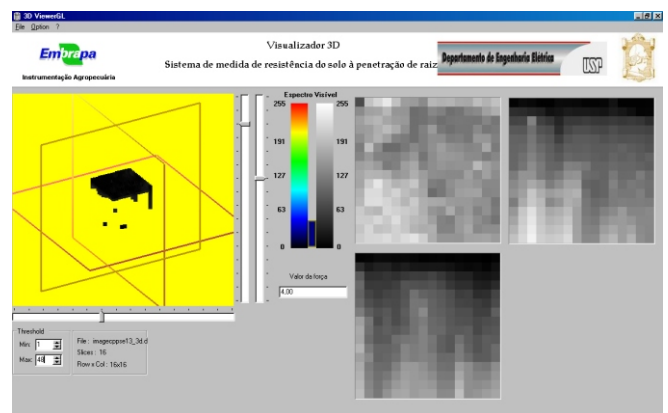 3D ViewerGL
File Option ?
Embrapa
Instrumentação Agropecuária
Visualizador 3D
Sistema de medida de resistência do solo à penetração de raiz
Departamento de Engenharia Elétrica
USP
Espectro Visível
255 255
191 191
127 127
63 63
0 0
Valor da força
4,00
Threshold
Min: 1
Max: 48
File : imagecppse13_3d.d
Slices : 16
Row x Col : 16x16